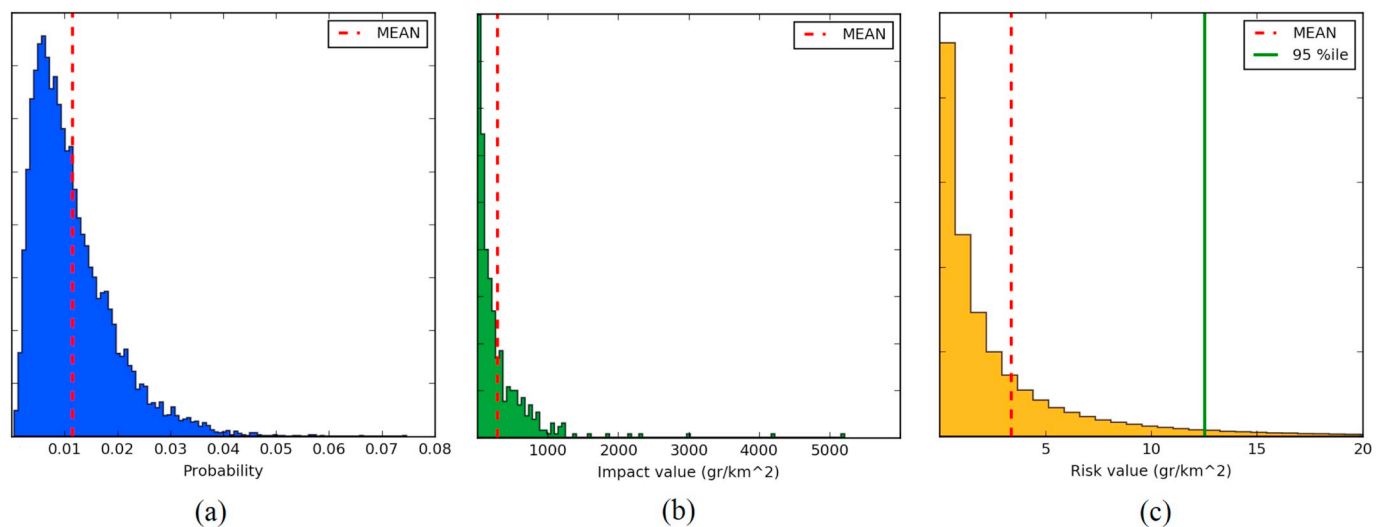 MEAN
0.01 0.02 0.03 0.04 0.05 0.06 0.07 0.08
Probability
(a)
MEAN
1000 2000 3000 4000 5000
Impact value (gr/km^2)
(b)
MEAN
95 %ile
5 10 15 20
Risk value (gr/km^2)
(c)